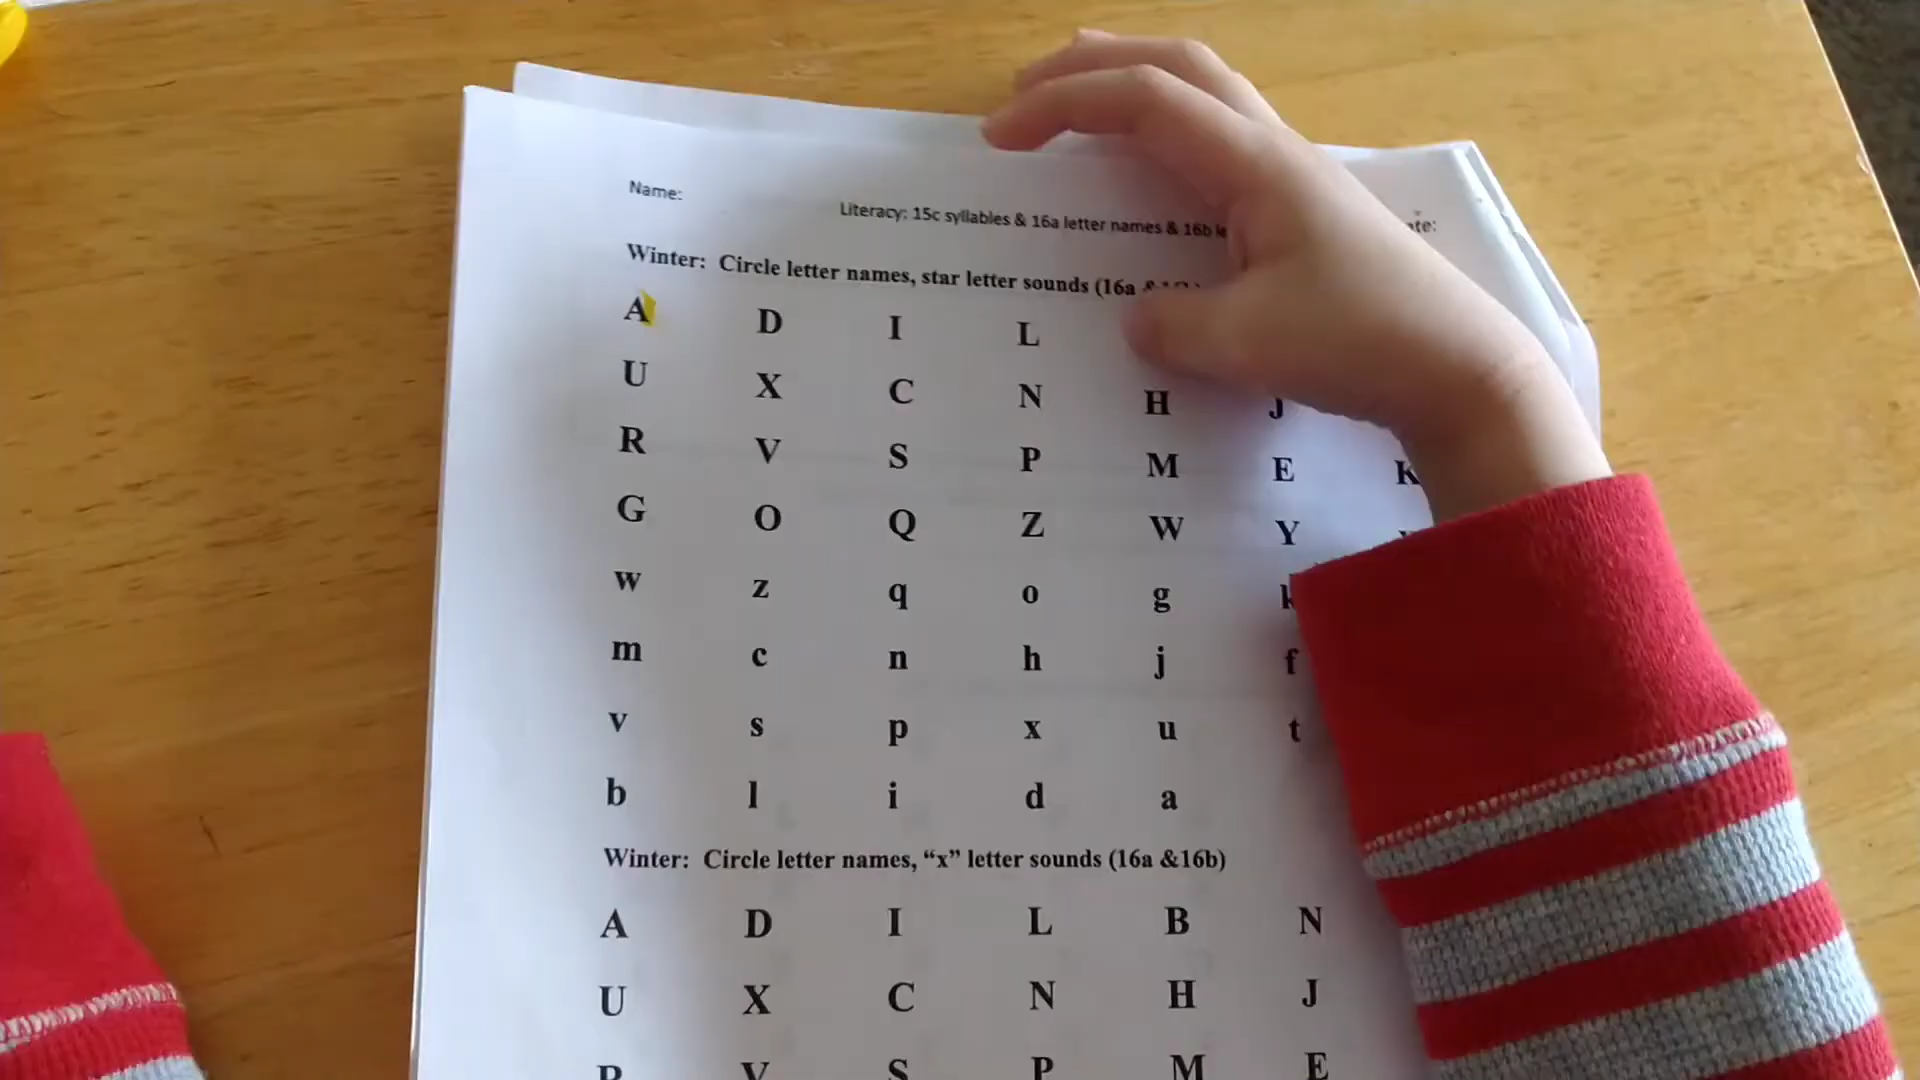 Name:
Literacy: 15c syllables & 16a letter names & 16b
Winter: Circle letter names, star letter sounds (16a
A D I L
U X C N H J
R V S P M E K
G O Q Z W Y
w z q o g k
m c n h j f
v s p x u t
b l i d a
Winter: Circle letter names, “x” letter sounds (16a &16b)
A D I L B N
U X C N H J
R V S P M E